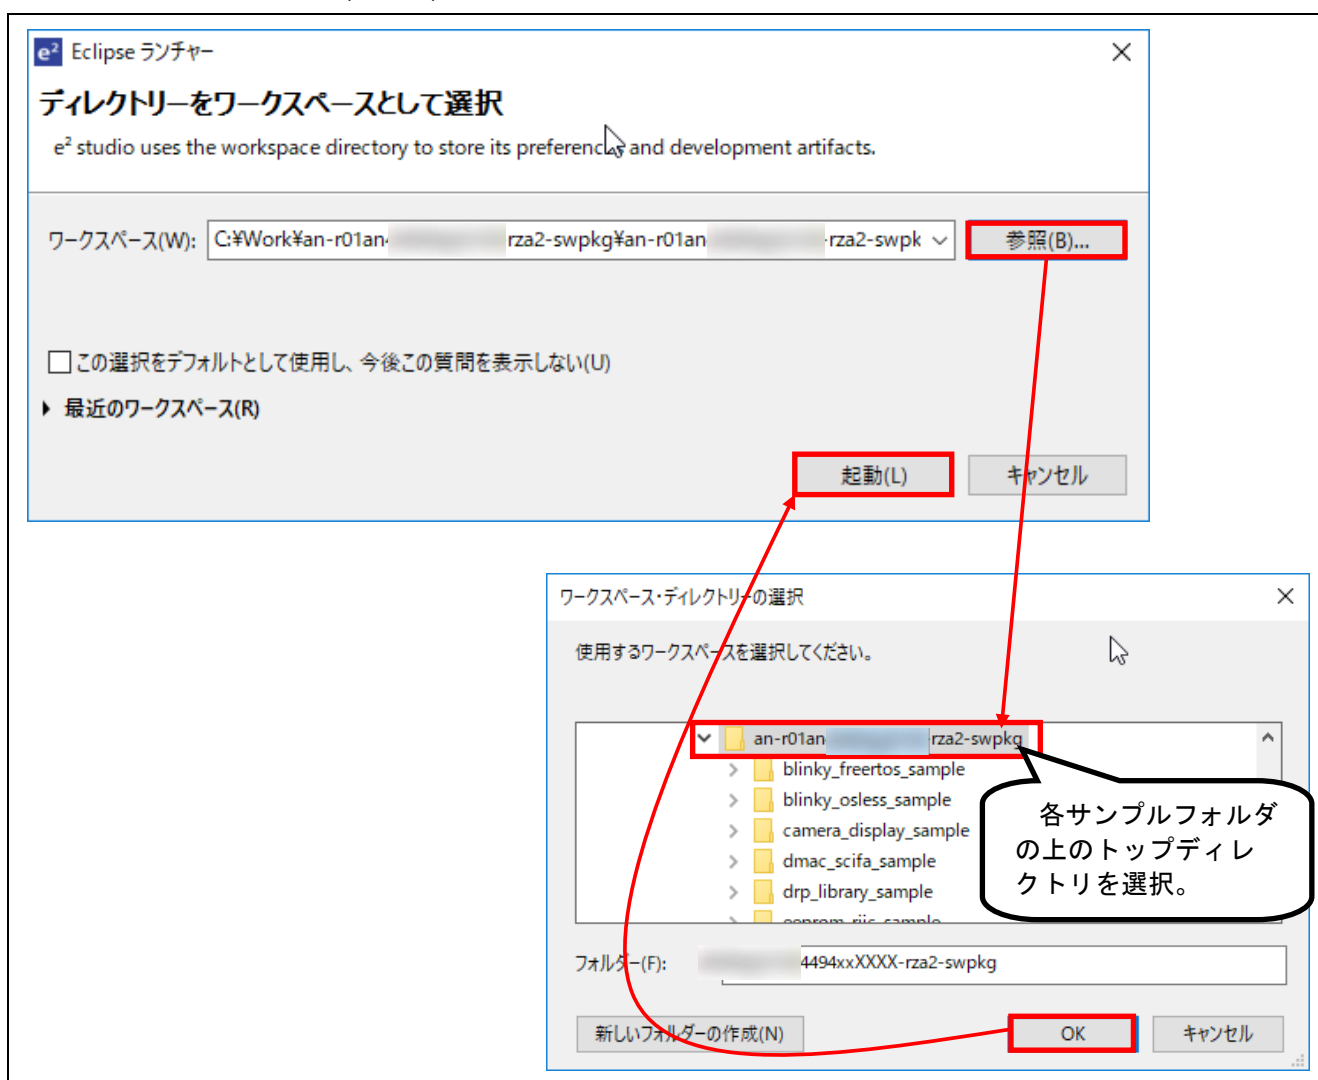 e² Eclipse ランチャー
ディレクトリーをワークスペースとして選択
e² studio uses the workspace directory to store its and development artifacts.
ワークスペース(W): C:¥Work¥an-r01an rza2-swpkg¥an-r01an -rza2-swpk 参照(B)...
この選択をデフォルトとして使用し、今後この質問を表示しない(U)
最近のワークスペース(R)
起動(L) キャンセル
ワークスペース・ディレクトリーの選択
使用するワークスペースを選択してください。
an-r01an rza2-swpkg
blinky_freertos_sample
blinky_osless_sample
camera_display_sample
dmac_scifa_sample
drp_library_sample
各サンプルフォルダ
の上のトップディレ
クトリを選択。
フォルダー(F): 4494xxXXXX-rza2-swpkg
新しいフォルダーの作成(N) OK キャンセル